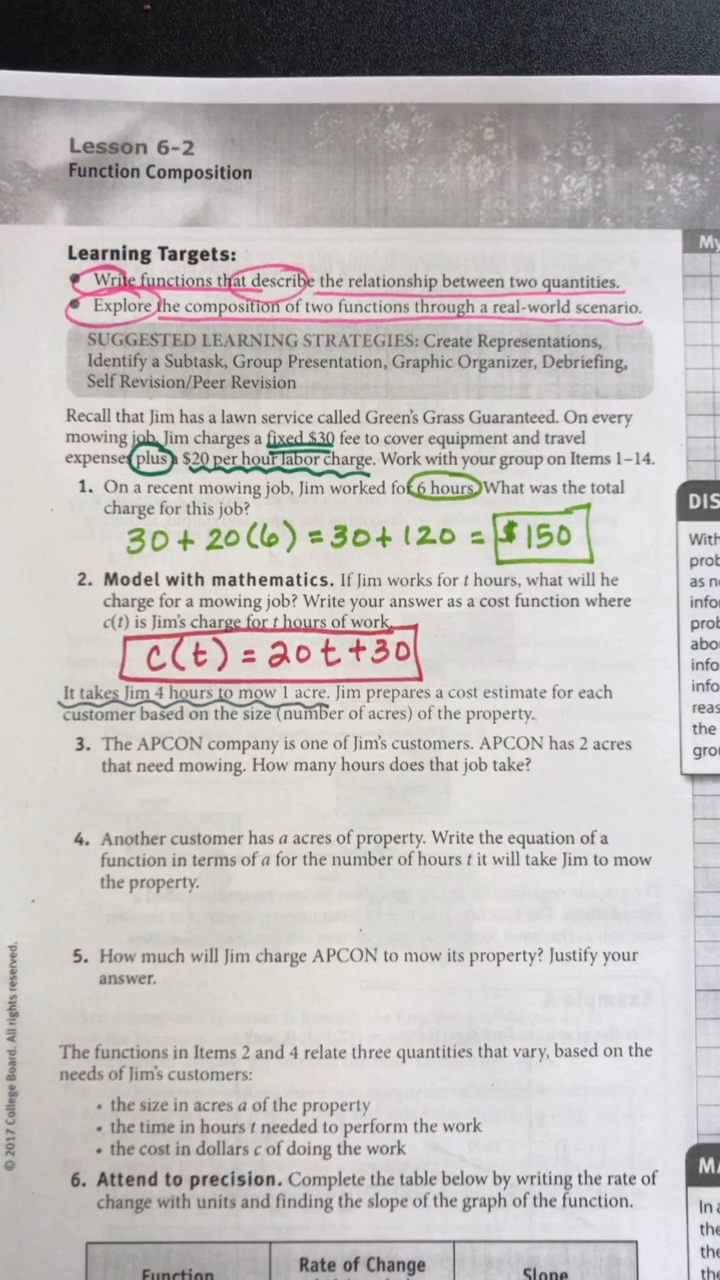 Lesson 6-2
Function Composition
My
Learning Targets:
• Write functions that describe the relationship between two quantities.
• Explore the composition of two functions through a real-world scenario.
SUGGESTED LEARNING STRATEGIES: Create Representations,
Identify a Subtask, Group Presentation, Graphic Organizer, Debriefing,
Self Revision/Peer Revision
Recall that Jim has a lawn service called Green's Grass Guaranteed. On every
mowing job, Jim charges a fixed $30 fee to cover equipment and travel
expenses plus a $20 per hour labor charge. Work with your group on Items 1–14.
1. On a recent mowing job, Jim worked for 6 hours. What was the total
charge for this job?
30 + 20(6) = 30 + 120 = $150
2. Model with mathematics. If Jim works for t hours, what will he
charge for a mowing job? Write your answer as a cost function where
c(t) is Jim's charge for t hours of work.
c(t) = 20t+30
It takes Jim 4 hours to mow 1 acre. Jim prepares a cost estimate for each
customer based on the size (number of acres) of the property.
3. The APCON company is one of Jim's customers. APCON has 2 acres
that need mowing. How many hours does that job take?
4. Another customer has a acres of property. Write the equation of a
function in terms of a for the number of hours t it will take Jim to mow
the property.
5. How much will Jim charge APCON to mow its property? Justify your
answer.
The functions in Items 2 and 4 relate three quantities that vary, based on the
needs of Jim's customers:
• the size in acres a of the property
• the time in hours t needed to perform the work
• the cost in dollars c of doing the work
6. Attend to precision. Complete the table below by writing the rate of
change with units and finding the slope of the graph of the function.
Function
Rate of Change
Slope
© 2017 College Board. All rights reserved.
DIS
With
prob
as n
info
prob
abo
info
info
reas
the
gro
MA
In a
the
the
the